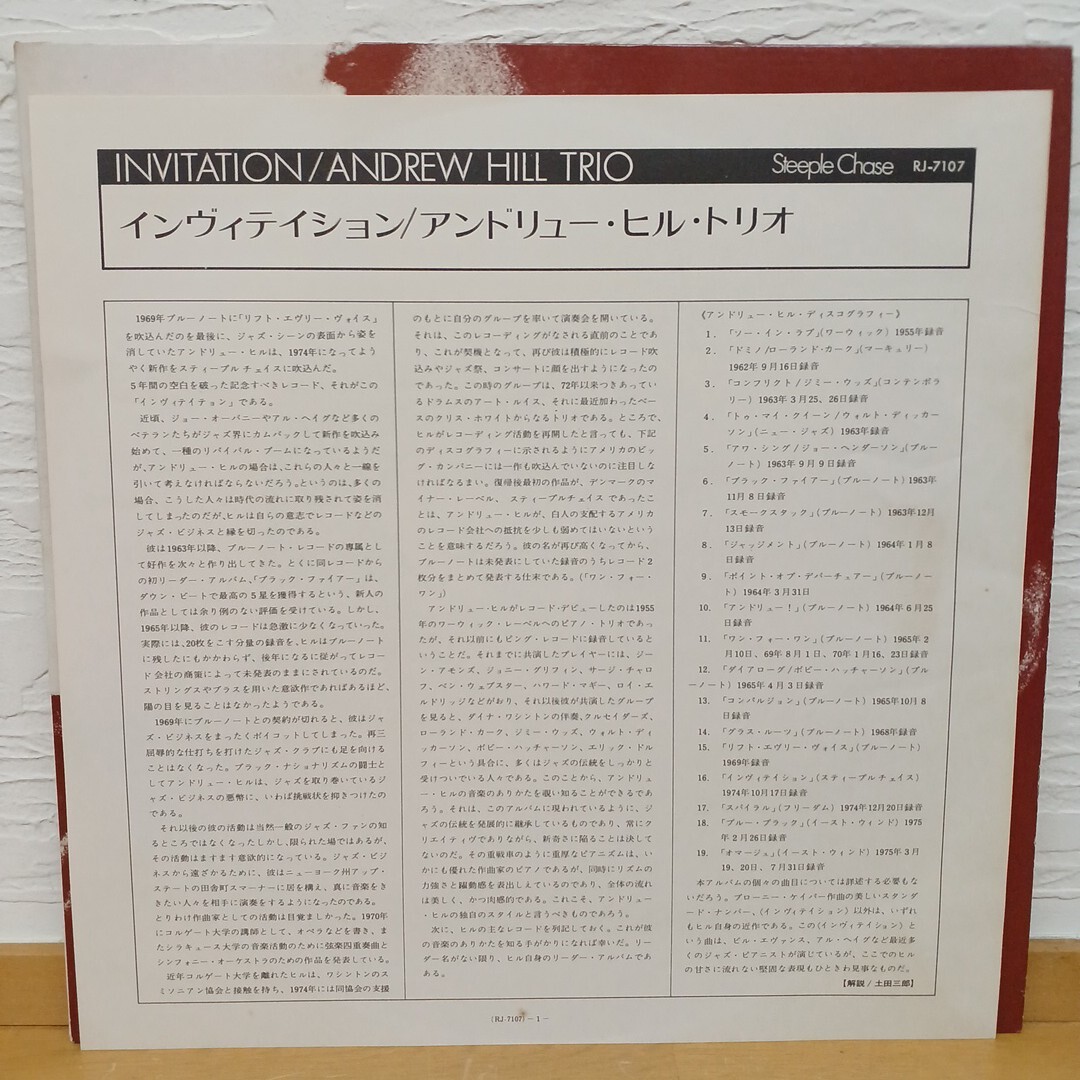 INVITATION/ANDREW HILL TRIO Steeple Chase RJ-7107
インヴィテイション/アンドリュー・ヒル・トリオ
1969年ブルーノートに「リフト・エヴリー・ヴォイス」
を吹込んだのを最後に、ジャズ・シーンの表面から姿を
消していたアンドリュー・ヒルは、1974年になってよう
やく新作をスティープルチェイスに吹込んだ。
5年間の空白を破った記念すべきレコード、それがこの
「インヴィテイテョン」である。
近頃、ジョー・オーバニーやアル・ヘイグなど多くの
ベテランたちがジャズ界にカムバックして新作を吹込み
始めて、一種のリバイバル・ブームになっているようだ
が、アンドリュー・ヒルの場合は、これらの人々と一線を
引いて考えなければならないだろう。というのは、多くの
場合、こうした人々は時代の流れに取り残されて姿を消
してしまったのだが、ヒルは自らの意志でレコードなどの
ジャズ・ビジネスと縁を切ったのである。
彼は1963年以降、ブルーノート・レコードの専属とし
て好作を次々と作り出してきた。とくに同レコードから
の初リーダー・アルバム、「ブラック・ファイアー」は、
ダウン・ビートで最高の5星を獲得するという、新人の
作品としては余り例のない評価を受けている。しかし、
1965年以降、彼のレコードは急激に少なくなっていった。
実際には、20枚をこす分量の録音を、ヒルはブルーノート
に残したにもかかわらず、後年になるに従がってレコー
ド会社の商策によって未発表のままにされているのだ。
ストリングスやブラスを用いた意欲作であればあるほど、
陽の目を見ることはなかったようである。
1969年にブルーノートとの契約が切れると、彼はジャ
ズ・ビジネスをまったくボイコットしてしまった。再三
屈辱的な仕打ちを打けたジャズ・クラブにも足を向ける
ことはなくなった。ブラック・ナショナリズムの闘士と
してアンドリュー・ヒルは、ジャズを取り巻いているジ
ャズ・ビジネスの悪幣に、いわば挑戦状を抑きつけたの
である。
それ以後の彼の活動は当然一般のジャズ・ファンの知
るところではなくなったしかし、限られた場ではあるが、
その活動はますます意欲的になっている。ジャズ・ビジ
ネスから遠ざかるために、彼はニューヨーク州アップ・
ステートの田舎町スマーナーに居を構え、真に音楽をき
きたい人々を相手に演奏をするようになったのである。
とりわけ作曲家としての活動は目覚ましかった。1970年
にコルゲート大学の講師として、オペラなどを書き、ま
たシラキュース大学の音楽活動のために弦楽四重奏曲と
シンフォニー・オーケストラのための作品を発表している。
近年コルゲート大学を離れたヒルは、ワシントンのス
ミソニアン協会と接触を持ち、1974年には同協会の支援
のもとに自分のグループを率いて演奏会を開いている。
それは、このレコーディングがなされる直前のことであ
り、これが契機となって、再び彼は積極的にレコード吹
込みやジャズ祭、コンサートに顔を出すようになったの
であった。この時のグループは、72年以来つきあってい
るドラムスのアート・ルイス、それに最近加わったベー
スのクリス・ホワイトからなるトリオである。ところで、
ヒルがレコーディング活動を再開したと言っても、下記
のディスコグラフィーに示されるようにアメリカのビッ
グ・カンパニーには一作も吹込んでいないのに注目しな
ければなるまい。復帰後最初の作品が、デンマークのマ
イナー・レーベル、スティープルチェイスであったこ
とは、アンドリュー・ヒルが、白人の支配するアメリカ
のレコード会社への抵抗を少しも弱めてはいないという
ことを意味するだろう。彼の名が再び高くなってから、
ブルーノートは未発表にしていた録音のうちレコード2
枚分をまとめて発表する仕末である。(「ワン・フォー・
ワン」)
アンドリュー・ヒルがレコード・デビューしたのは1955
年のワーウィック・レーベルへのピアノ・トリオであっ
たが、それ以前にもピング・レコードに録音していると
いうことだ。それまでに共演したプレイヤーには、ジー
ン・アモンズ、ジョニー・グリフィン、サージ・チャロ
フ、ベン・ウェブスター、ハワード・マギー、ロイ・エ
ルドリッジなどがおり、それ以後彼が共演したグループ
を見ると、ダイナ・ワシントンの伴奏、クルセイダーズ、
ローランド・カーク、ジミー・ウッズ、ウォルト・ディ
ッカーソン、ボビー・ハッチャーソン、エリック・ドル
フィーという具合に、多くはジャズの伝統をしっかりと
受けついでいる人々である。このことから、アンドリュ
ー・ヒルの音楽のありかたを覗い知ることができるであ
ろう。それは、このアルバムに現われているように、ジ
ャズの伝統を発展的に継承しているものであり、常にク
リエイティヴでありながら、新奇さに陥ることは決して
ないのだ。その重戦車のように重厚なピアニズムは、い
かにも優れた作曲家のピアノであるが、同時にリズムの
力強さと躍動感を表出しえているのであり、全体の流れ
は美しく、かつ肉感的である。これこそ、アンドリュー
・ヒルの独自のスタイルと言うべきものであろう。
次に、ヒルの主なレコードを列記しておく。これが彼
の音楽のありかたを知る手がかりになれば幸いだ。リー
ダー名がない限り、ヒル自身のリーダー・アルバムであ
る。
《アンドリュー・ヒル・ディスコグラフィー》
1. 「ソー・イン・ラブ」(ワーウィック) 1955年録音
2. 「ドミノ/ローランド・カーク」(マーキュリー)
1962年9月16日録音
3. 「コンフリクト/ジミー・ウッズ」(コンテンポラ
リー) 1963年3月25、26日録音
4. 「トゥ・マイ・クイーン/ウォルト・ディッカー
ソン」(ニュー・ジャズ) 1963年録音
5. 「アワ・シング/ジョー・ヘンダーソン」(ブルー
ノート) 1963年9月9日録音
6. 「ブラック・ファイアー」(ブルーノート) 1963年
11月8日録音
7. 「スモークスタック」(ブルーノート) 1963年12月
13日録音
8. 「ジャッジメント」(ブルーノート) 1964年1月8
日録音
9. 「ポイント・オブ・デパーチュアー」(ブルーノー
ト) 1964年3月31日
10. 「アンドリュー!」(ブルーノート) 1964年6月25
日録音
11. 「ワン・フォー・ワン」(ブルーノート) 1965年2
月10日、69年8月1日、70年1月16、23日録音
12. 「ダイアローグ/ボビー・ハッチャーソン」(ブル
ーノート) 1965年4月3日録音
13. 「コンパルジョン」(ブルーノート) 1965年10月8
日録音
14. 「グラス・ルーツ」(ブルーノート) 1968年録音
15. 「リフト・エヴリー・ヴォイス」(ブルーノート)
1969年録音
16. 「インヴィテイション」(スティープルチェイス)
1974年10月17日録音
17. 「スパイラル」(フリーダム) 1974年12月20日録音
18. 「ブルー・ブラック」(イースト・ウィンド) 1975
年2月26日録音
19. 「オマージュ」(イースト・ウィンド) 1975年3月
19、20日、7月31日録音
本アルバムの個々の曲目については評述する必要もな
いだろう。ブローニー・ケイパー作曲の美しいスタンダ
ード・ナンバー、〈インヴィテイション〉以外は、いずれ
もヒル自身の近作である。この〈インヴィテイション〉と
いう曲は、ビル・エヴァンス、アル・ヘイグなど最近多
くのジャズ・ピアニストが演じているが、ここでのヒル
の甘さに流れない堅固な表現もひときわ見事なものだ。
【解説/土田三郎】
(RJ-7107)-1-